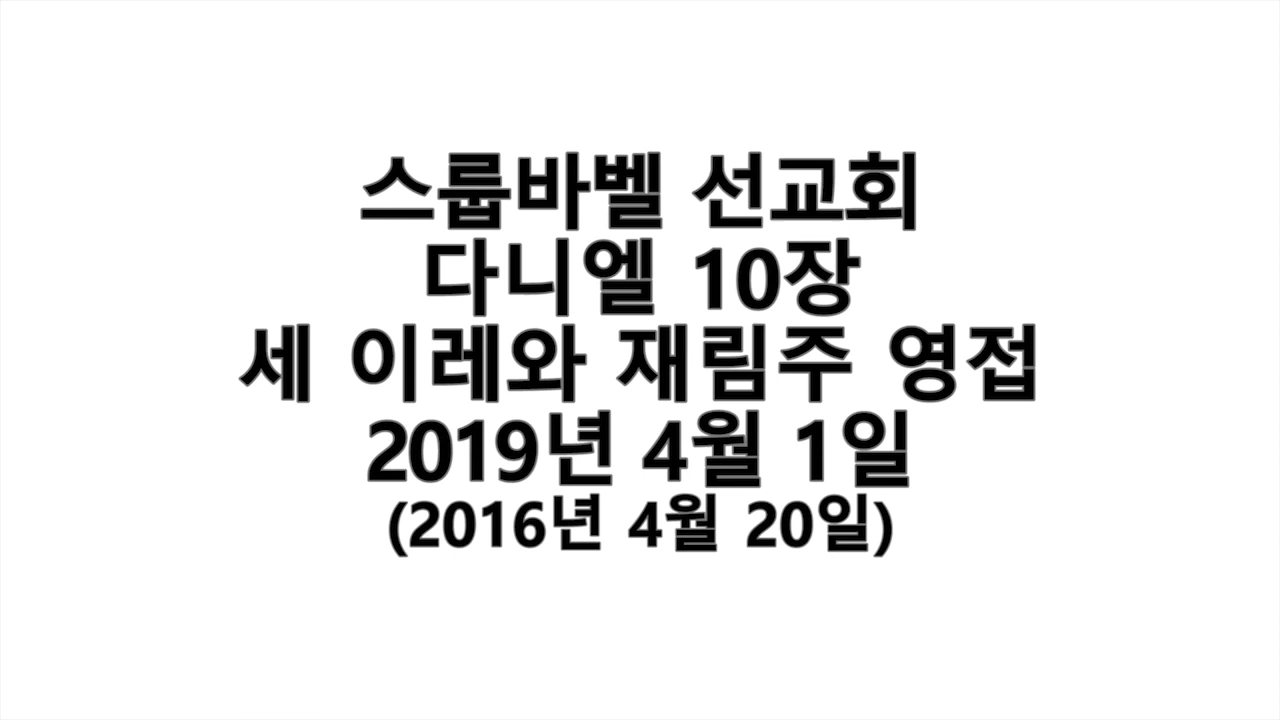 스룹바벨 선교회
다니엘 10장
세 이레와 재림주 영접
2019년 4월 1일
(2016년 4월 20일)